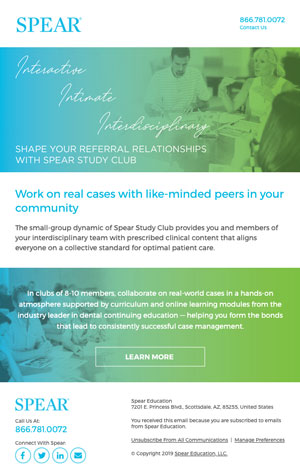 SPEAR
866.781.0072
Contact Us
Interactive
Intimate
Interdisciplinary
SHAPE YOUR REFERRAL RELATIONSHIPS
WITH SPEAR STUDY CLUB
Work on real cases with like-minded peers in your
community
The small-group dynamic of Spear Study Club provides you and members of
your interdisciplinary team with prescribed clinical content that aligns
everyone on a collective standard for optimal patient care.
In clubs of 8-10 members, collaborate on real-world cases in a hands-on
atmosphere supported by curriculum and online learning modules from the
industry leader in dental continuing education — helping you form the bonds
that lead to consistently successful case management.
LEARN MORE
SPEAR
Call Us At:
866.781.0072
Connect With Spear:
Spear Education
7201 E. Princess Blvd., Scottsdale, AZ, 85255, United States
You received this email because you are subscribed to emails
from Spear Education.
Unsubscribe From All Communications | Manage Preferences
© Copyright 2019 Spear Education, LLC.